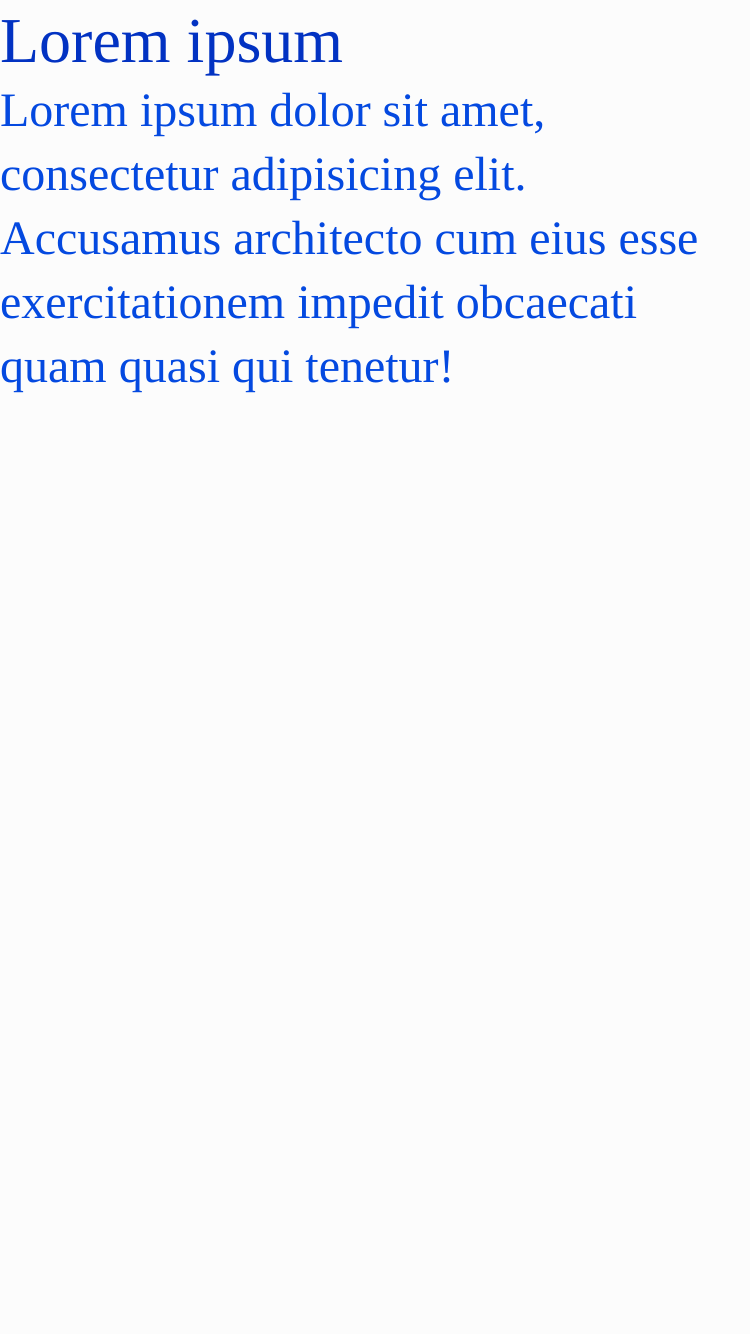 Lorem ipsum
Lorem ipsum dolor sit amet,
consectetur adipisicing elit.
Accusamus architecto cum eius esse
exercitationem impedit obcaecati
quam quasi qui tenetur!